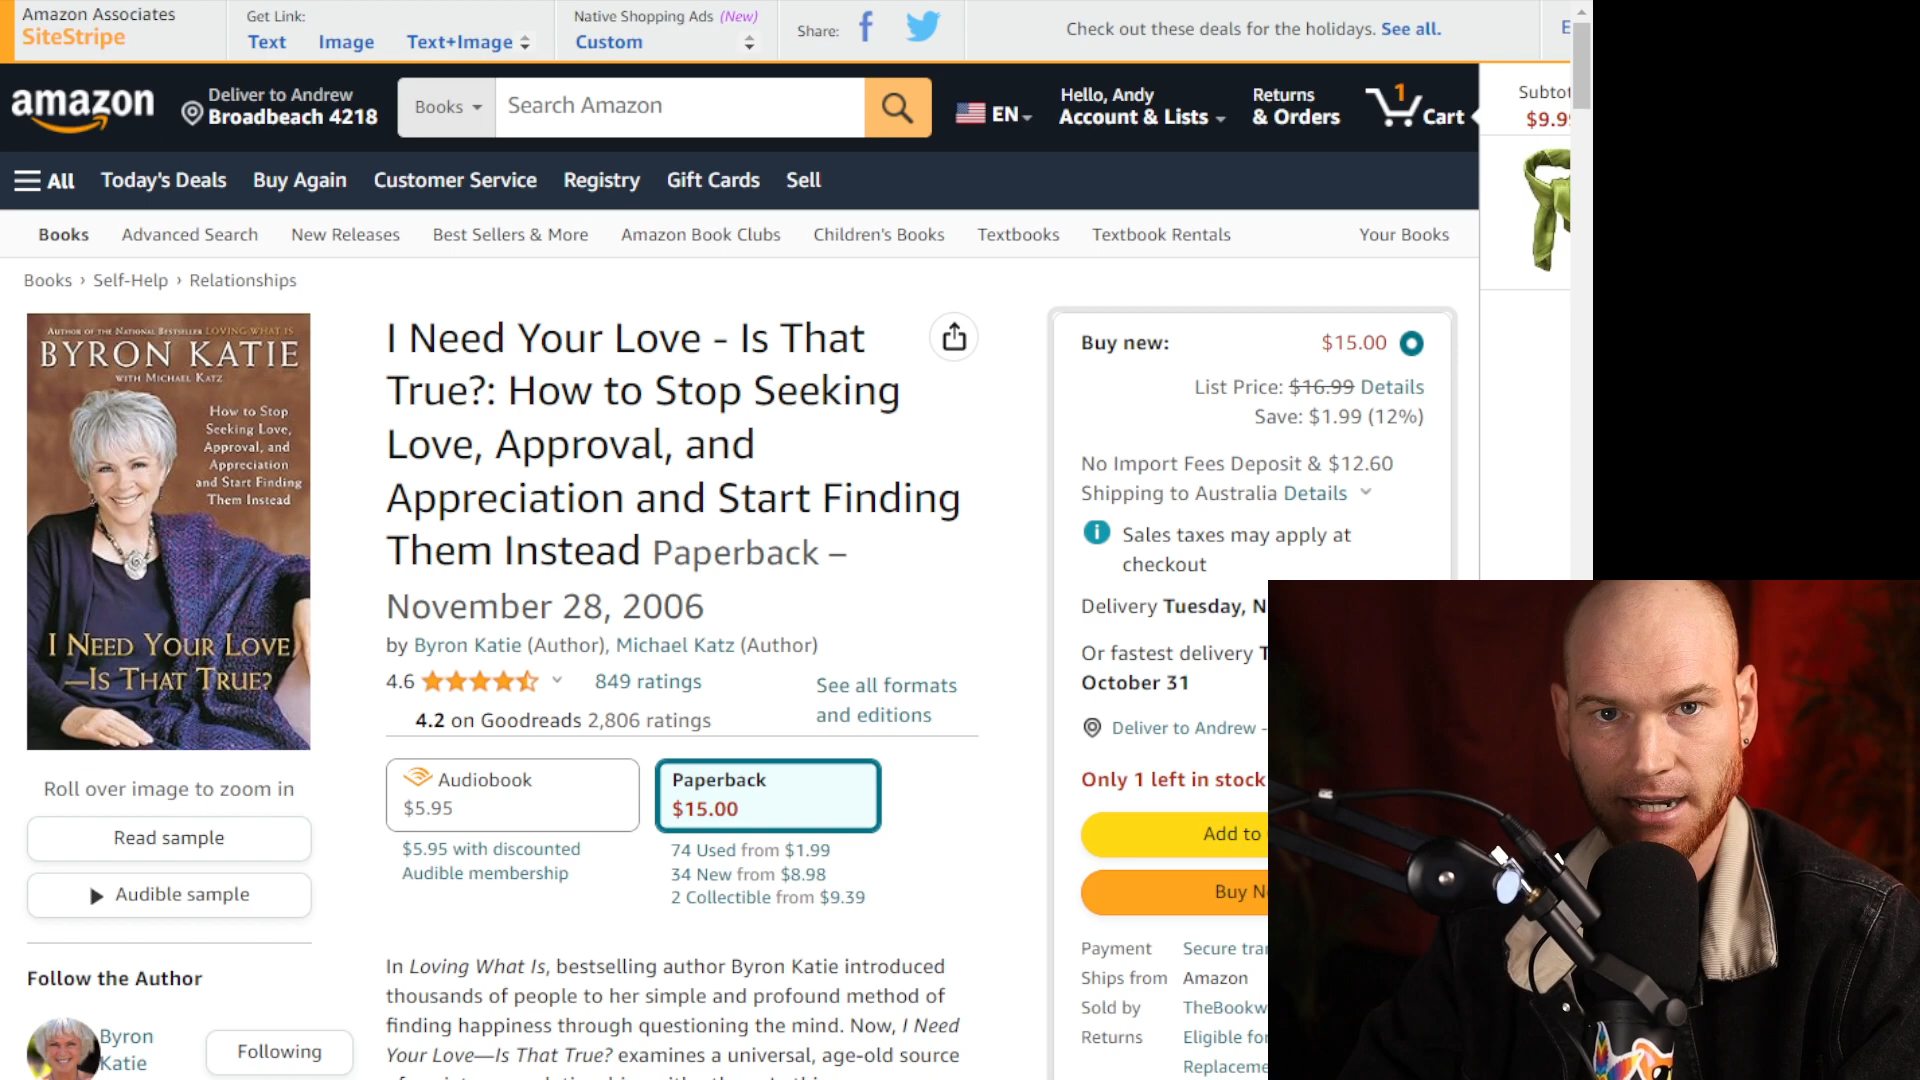 Amazon Associates
SiteStripe
Get Link:
Text Image Text+Image
Native Shopping Ads (New)
Custom
Share:
Check out these deals for the holidays. See all.
amazon
Deliver to Andrew
Broadbeach 4218
Books
Search Amazon
EN
Hello, Andy
Account & Lists
Returns
& Orders
1
Cart
All
Today's Deals
Buy Again
Customer Service
Registry
Gift Cards
Sell
Books
Advanced Search
New Releases
Best Sellers & More
Amazon Book Clubs
Children's Books
Textbooks
Textbook Rentals
Your Books
Books › Self-Help › Relationships
AUTHOR OF THE NATIONAL BESTSELLER LOVING WHAT IS
BYRON KATIE
WITH MICHAEL KATZ
How to Stop
Seeking Love,
Approval, and
Appreciation
and Start Finding
Them Instead
I NEED YOUR LOVE
—IS THAT TRUE?
Roll over image to zoom in
Read sample
Audible sample
Follow the Author
Byron
Katie
Following
I Need Your Love - Is That
True?: How to Stop Seeking
Love, Approval, and
Appreciation and Start Finding
Them Instead Paperback –
November 28, 2006
by Byron Katie (Author), Michael Katz (Author)
4.6
849 ratings
4.2 on Goodreads 2,806 ratings
See all formats
and editions
Audiobook
$5.95
$5.95 with discounted
Audible membership
Paperback
$15.00
74 Used from $1.99
34 New from $8.98
2 Collectible from $9.39
In Loving What Is, bestselling author Byron Katie introduced
thousands of people to her simple and profound method of
finding happiness through questioning the mind. Now, I Need
Your Love—Is That True? examines a universal, age-old source
Buy new: $15.00
List Price: $16.99 Details
Save: $1.99 (12%)
No Import Fees Deposit & $12.60
Shipping to Australia Details
Sales taxes may apply at
checkout
Delivery Tuesday, N
Or fastest delivery T
October 31
Deliver to Andrew -
Only 1 left in stock
Add to
Buy N
Payment Secure tra
Ships from Amazon
Sold by TheBookw
Returns Eligible fo
Replaceme
Subtot
$9.9